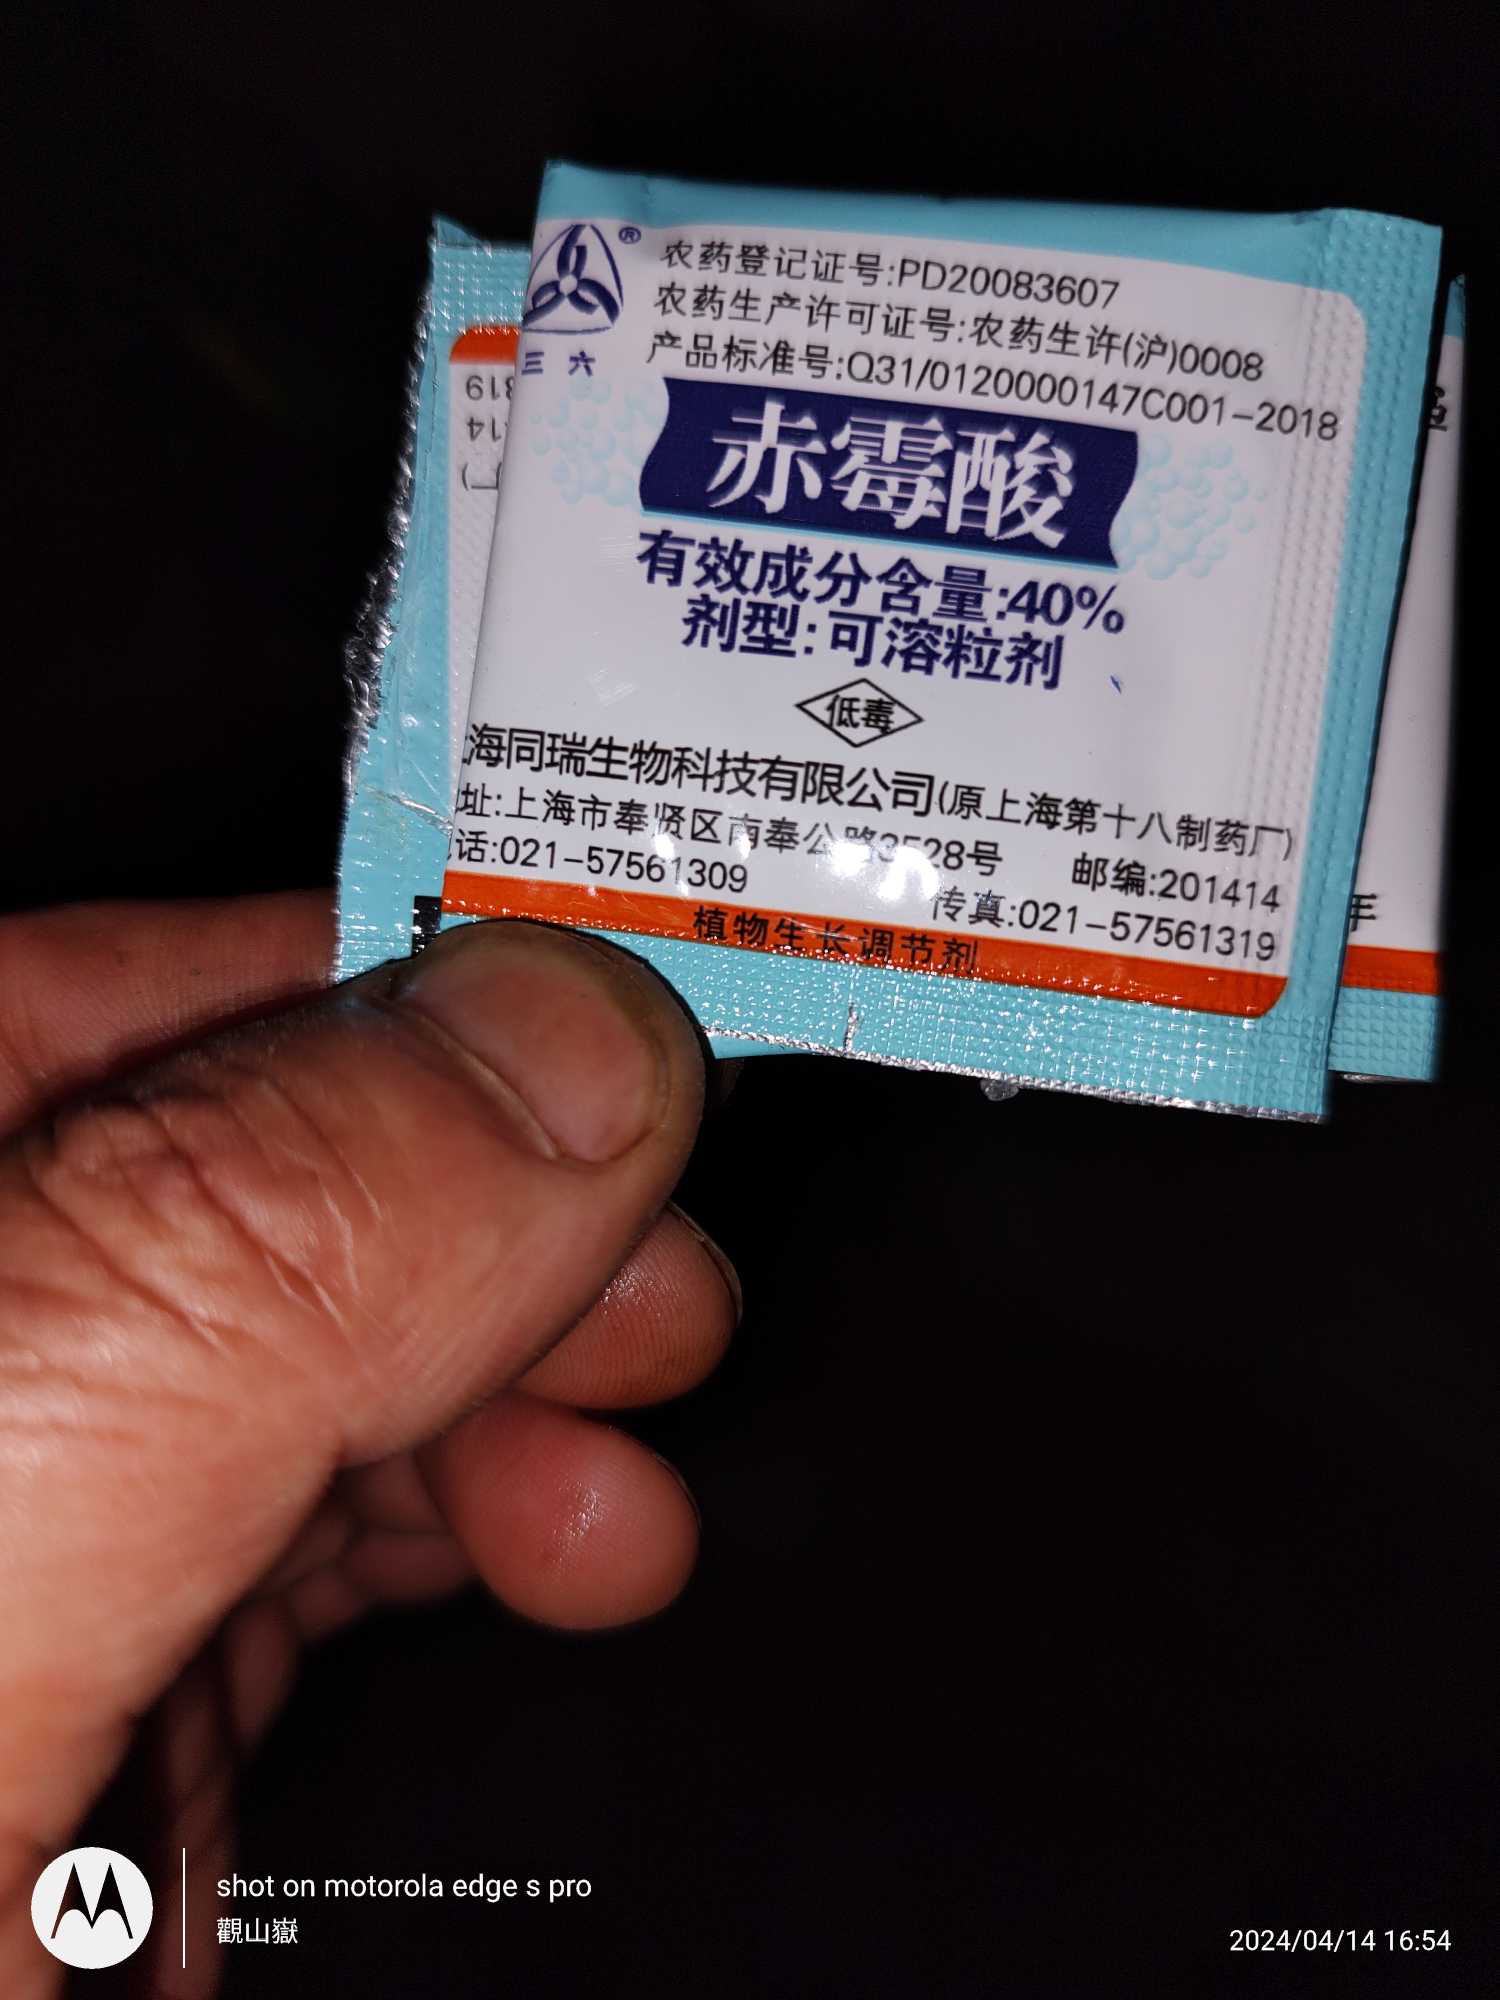 ®
三六
农药登记证号:PD20083607
农药生产许可证号:农药生许(沪)0008
产品标准号:Q31/0120000147C001-2018
赤霉酸
有效成分含量:40%
剂型:可溶粒剂
低毒
海同瑞生物科技有限公司(原上海第十八制药厂)
址:上海市奉贤区南奉公路3528号 邮编:201414
话:021-57561309 传真:021-57561319
植物生长调节剂
shot on motorola edge s pro
觀山嶽
2024/04/14 16:54